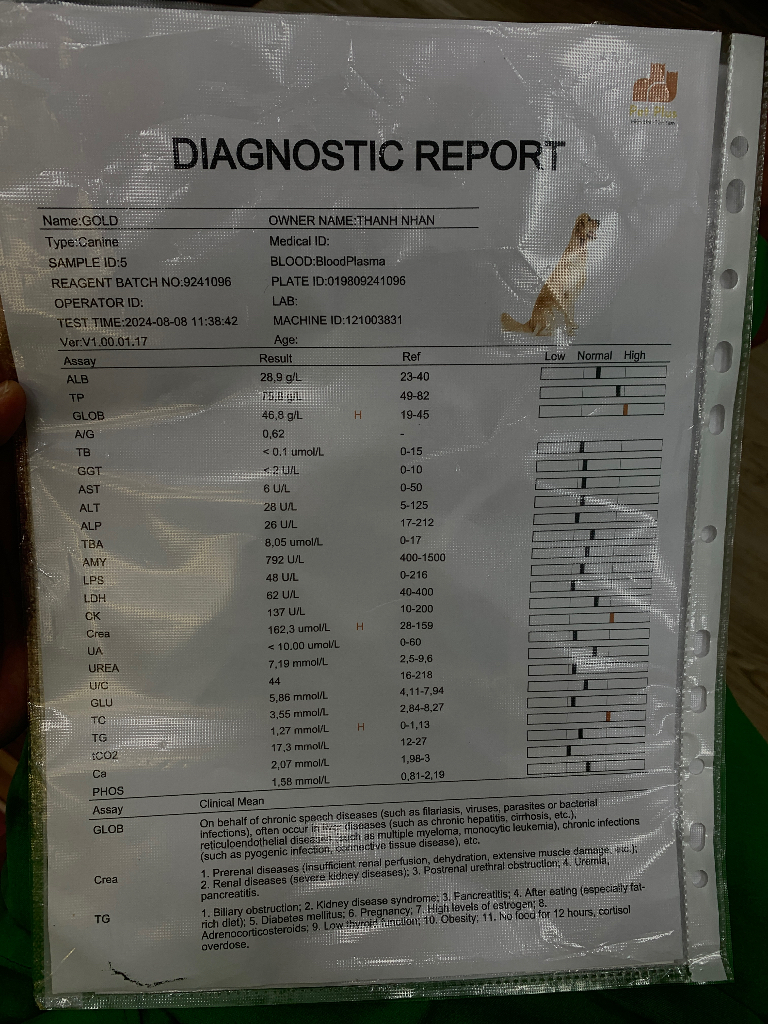 DIAGNOSTIC REPORT
Name:GOLD OWNER NAME:THANH NHAN
Type:Canine Medical ID:
SAMPLE ID:5 BLOOD:BloodPlasma
REAGENT BATCH NO:9241096 PLATE ID:019809241096
OPERATOR ID: LAB:
TEST TIME:2024-08-08 11:38:42 MACHINE ID:121003831
Ver:V1.00.01.17 Age:
Assay Result Ref Low Normal High
ALB 28,9 g/L 23-40
TP 75,8 g/L 49-82
GLOB 46,8 g/L H 19-45
A/G 0,62 -
TB < 0.1 umol/L 0-15
GGT < 2 U/L 0-10
AST 6 U/L 0-50
ALT 28 U/L 5-125
ALP 26 U/L 17-212
TBA 8,05 umol/L 0-17
AMY 792 U/L 400-1500
LPS 48 U/L 0-216
LDH 62 U/L 40-400
CK 137 U/L 10-200
Crea 162,3 umol/L H 28-159
UA < 10.00 umol/L 0-60
UREA 7,19 mmol/L 2,5-9,6
U/C 44 16-218
GLU 5,86 mmol/L 4,11-7,94
TC 3,55 mmol/L 2,84-8,27
TG 1,27 mmol/L H 0-1,13
tCO2 17,3 mmol/L 12-27
Ca 2,07 mmol/L 1,98-3
PHOS 1,58 mmol/L 0,81-2,19
Assay Clinical Mean
GLOB On behalf of chronic speech diseases (such as filariasis, viruses, parasites or bacterial
infections), often occur in liver diseases (such as chronic hepatitis, cirrhosis, etc.),
reticuloendothelial diseases (such as multiple myeloma, monocytic leukemia), chronic infections
(such as pyogenic infection, connective tissue disease), etc.
Crea 1. Prerenal diseases (insufficient renal perfusion, dehydration, extensive muscle damage, etc.);
2. Renal diseases (severe kidney diseases); 3. Postrenal urethral obstruction; 4. Uremia,
pancreatitis.
TG 1. Biliary obstruction; 2. Kidney disease syndrome; 3. Pancreatitis; 4. After eating (especially fat-
rich diet); 5. Diabetes mellitus; 6. Pregnancy; 7. High levels of estrogen; 8.
Adrenocorticosteroids; 9. Low thyroid function; 10. Obesity; 11. No food for 12 hours, cortisol
overdose.